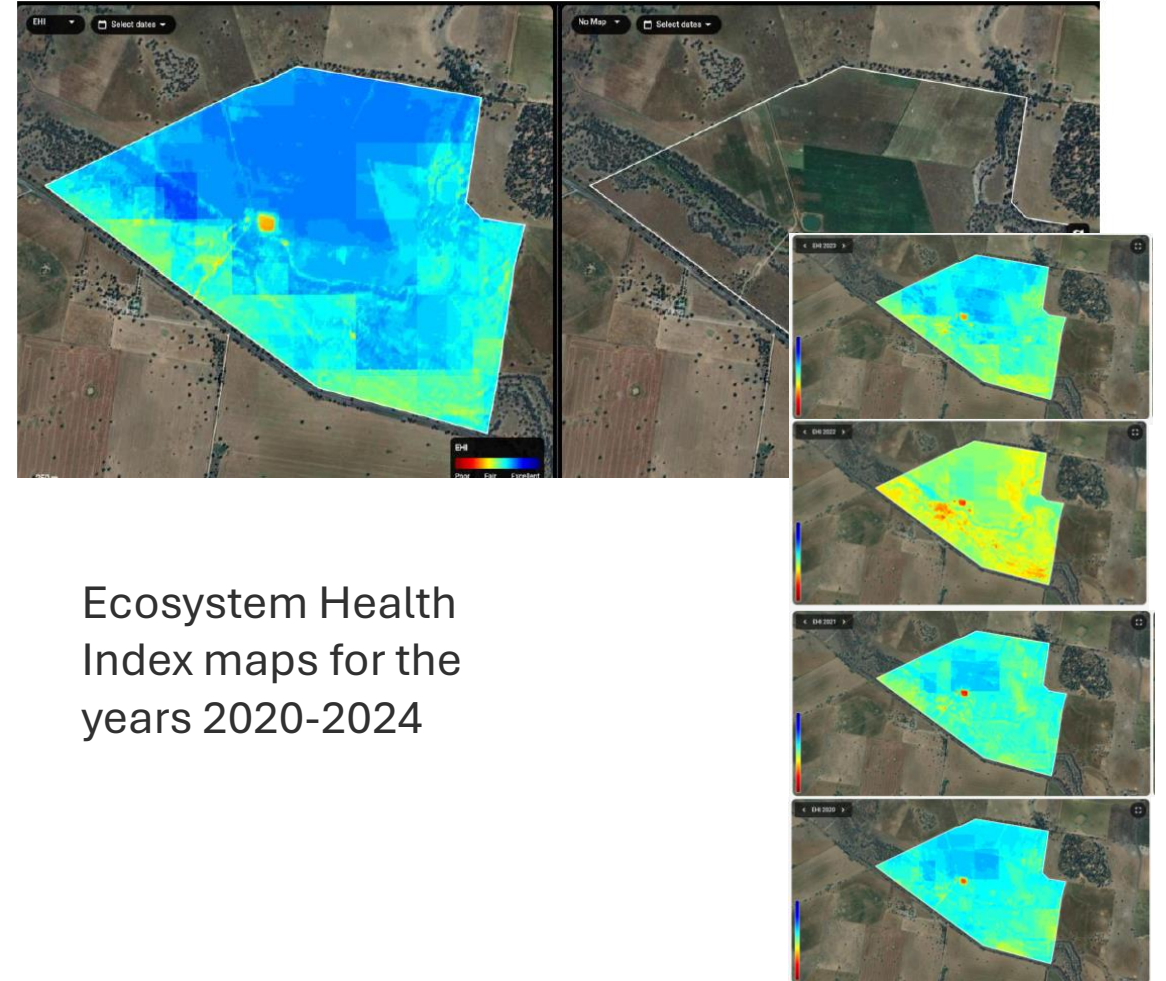 EHI
Select dates
No Map
Select dates
EHI
Poor Fair Excellent
EHI 2023
EHI 2022
EHI 2021
EHI 2020
Ecosystem Health
Index maps for the
years 2020-2024